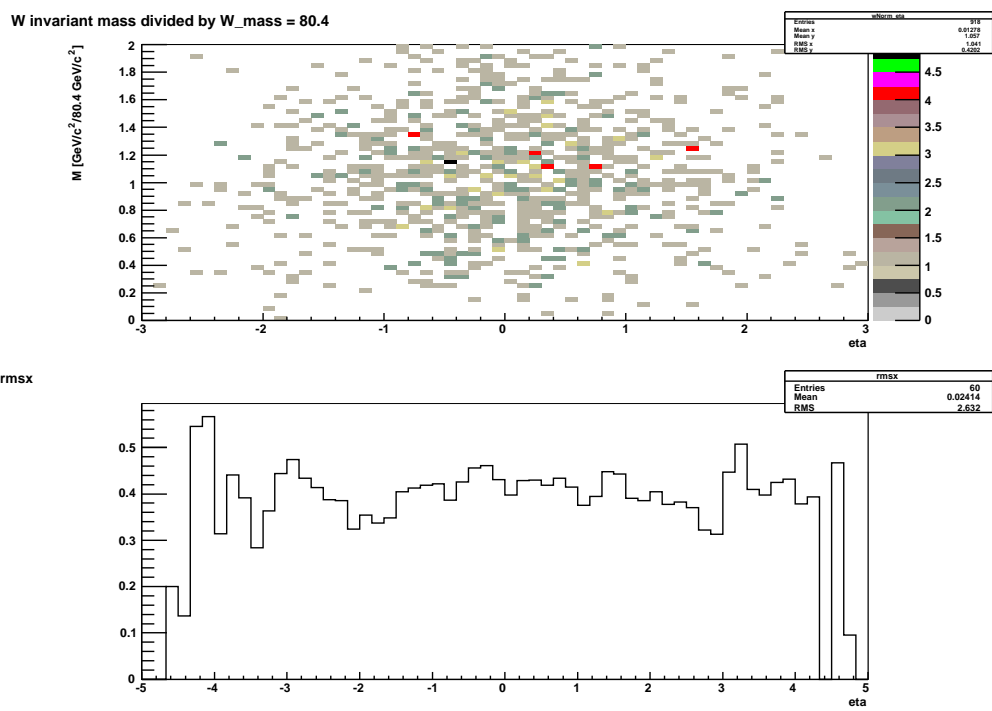 W invariant mass divided by W_mass = 80.4
wNorm_eta
Entries 918
Mean x 0.01278
Mean y 1.057
RMS x 1.041
RMS y 0.4202
M [GeV/c²/80.4 GeV/c²]
2
1.8
1.6
1.4
1.2
1
0.8
0.6
0.4
0.2
0
-3 -2 -1 0 1 2 3
eta
4.5
4
3.5
3
2.5
2
1.5
1
0.5
0
rmsx
rmsx
Entries 60
Mean 0.02414
RMS 2.632
0.5
0.4
0.3
0.2
0.1
0
-5 -4 -3 -2 -1 0 1 2 3 4 5
eta